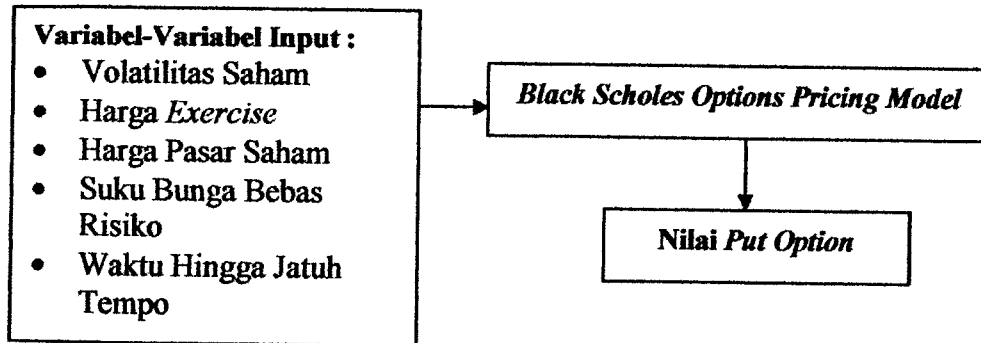 Variabel-Variabel Input :
• Volatilitas Saham
• Harga Exercise
• Harga Pasar Saham
• Suku Bunga Bebas
Risiko
• Waktu Hingga Jatuh
Tempo
Black Scholes Options Pricing Model
Nilai Put Option